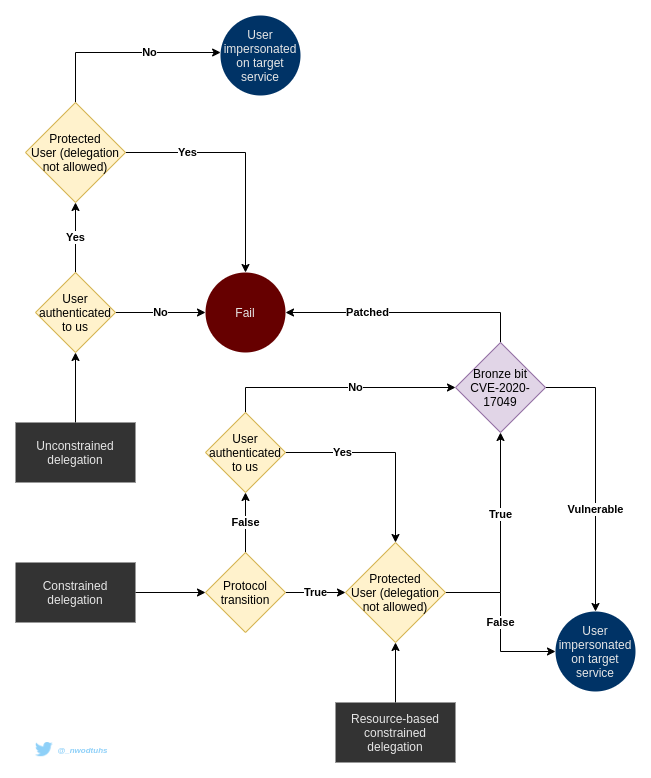 User
impersonated
on target
service
No
Protected
User (delegation
not allowed)
Yes
Yes
User
authenticated
to us
No
Fail
Patched
Bronze bit
CVE-2020-
17049
No
Unconstrained
delegation
User
authenticated
to us
Yes
False
True
Vulnerable
Constrained
delegation
Protocol
transition
True
Protected
User (delegation
not allowed)
False
User
impersonated
on target
service
Resource-based
constrained
delegation
@_nwodtuhs